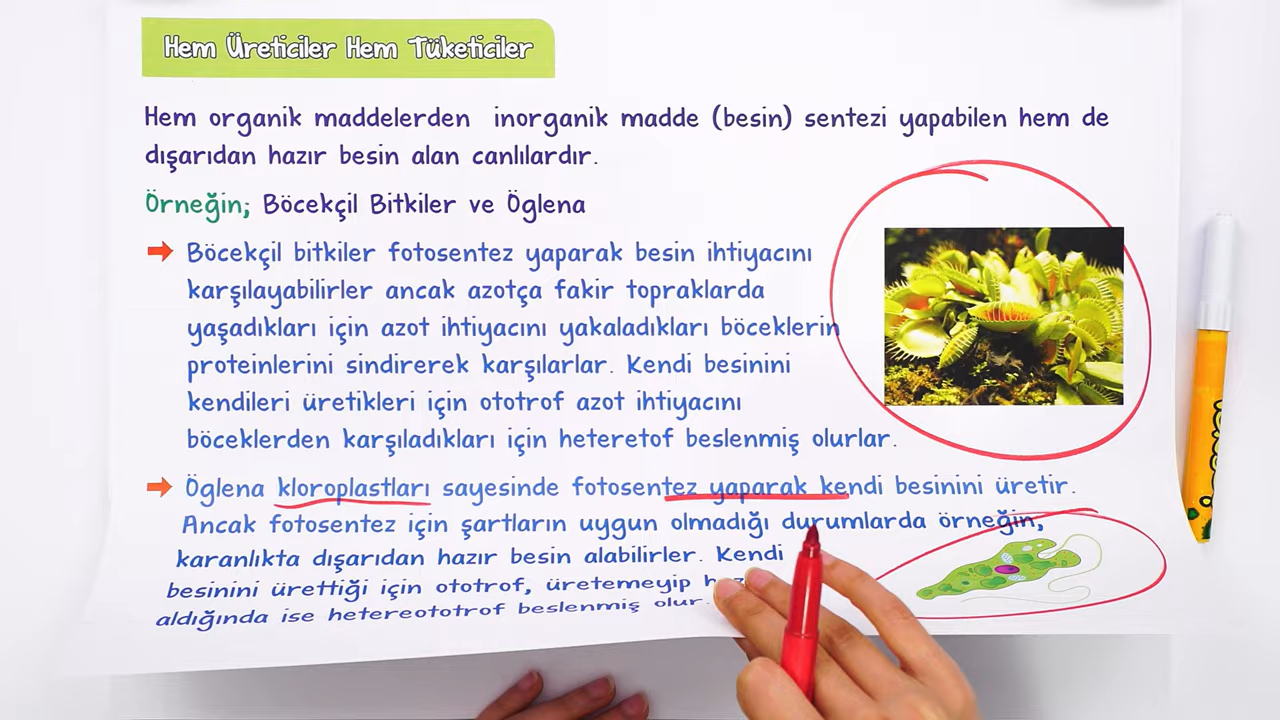 Hem Üreticiler Hem Tüketiciler
Hem organik maddelerden inorganik madde (besin) sentezi yapabilen hem de
dışarıdan hazır besin alan canlılardır.
Örneğin; Böcekçil Bitkiler ve Öglena
Böcekçil bitkiler fotosentez yaparak besin ihtiyacını
karşılayabilirler ancak azotça fakir topraklarda
yaşadıkları için azot ihtiyacını yakaladıkları böceklerin
proteinlerini sindirerek karşılarlar. Kendi besinini
kendileri üretikleri için ototrof azot ihtiyacını
böceklerden karşıladıkları için heteretof beslenmiş olurlar.
Öglena kloroplastları sayesinde fotosentez yaparak kendi besinini üretir.
Ancak fotosentez için şartların uygun olmadığı durumlarda örneğin,
karanlıkta dışarıdan hazır besin alabilirler. Kendi
besinini ürettiği için ototrof, üretemeyip
aldığında ise hetereototrof beslenmiş olur.